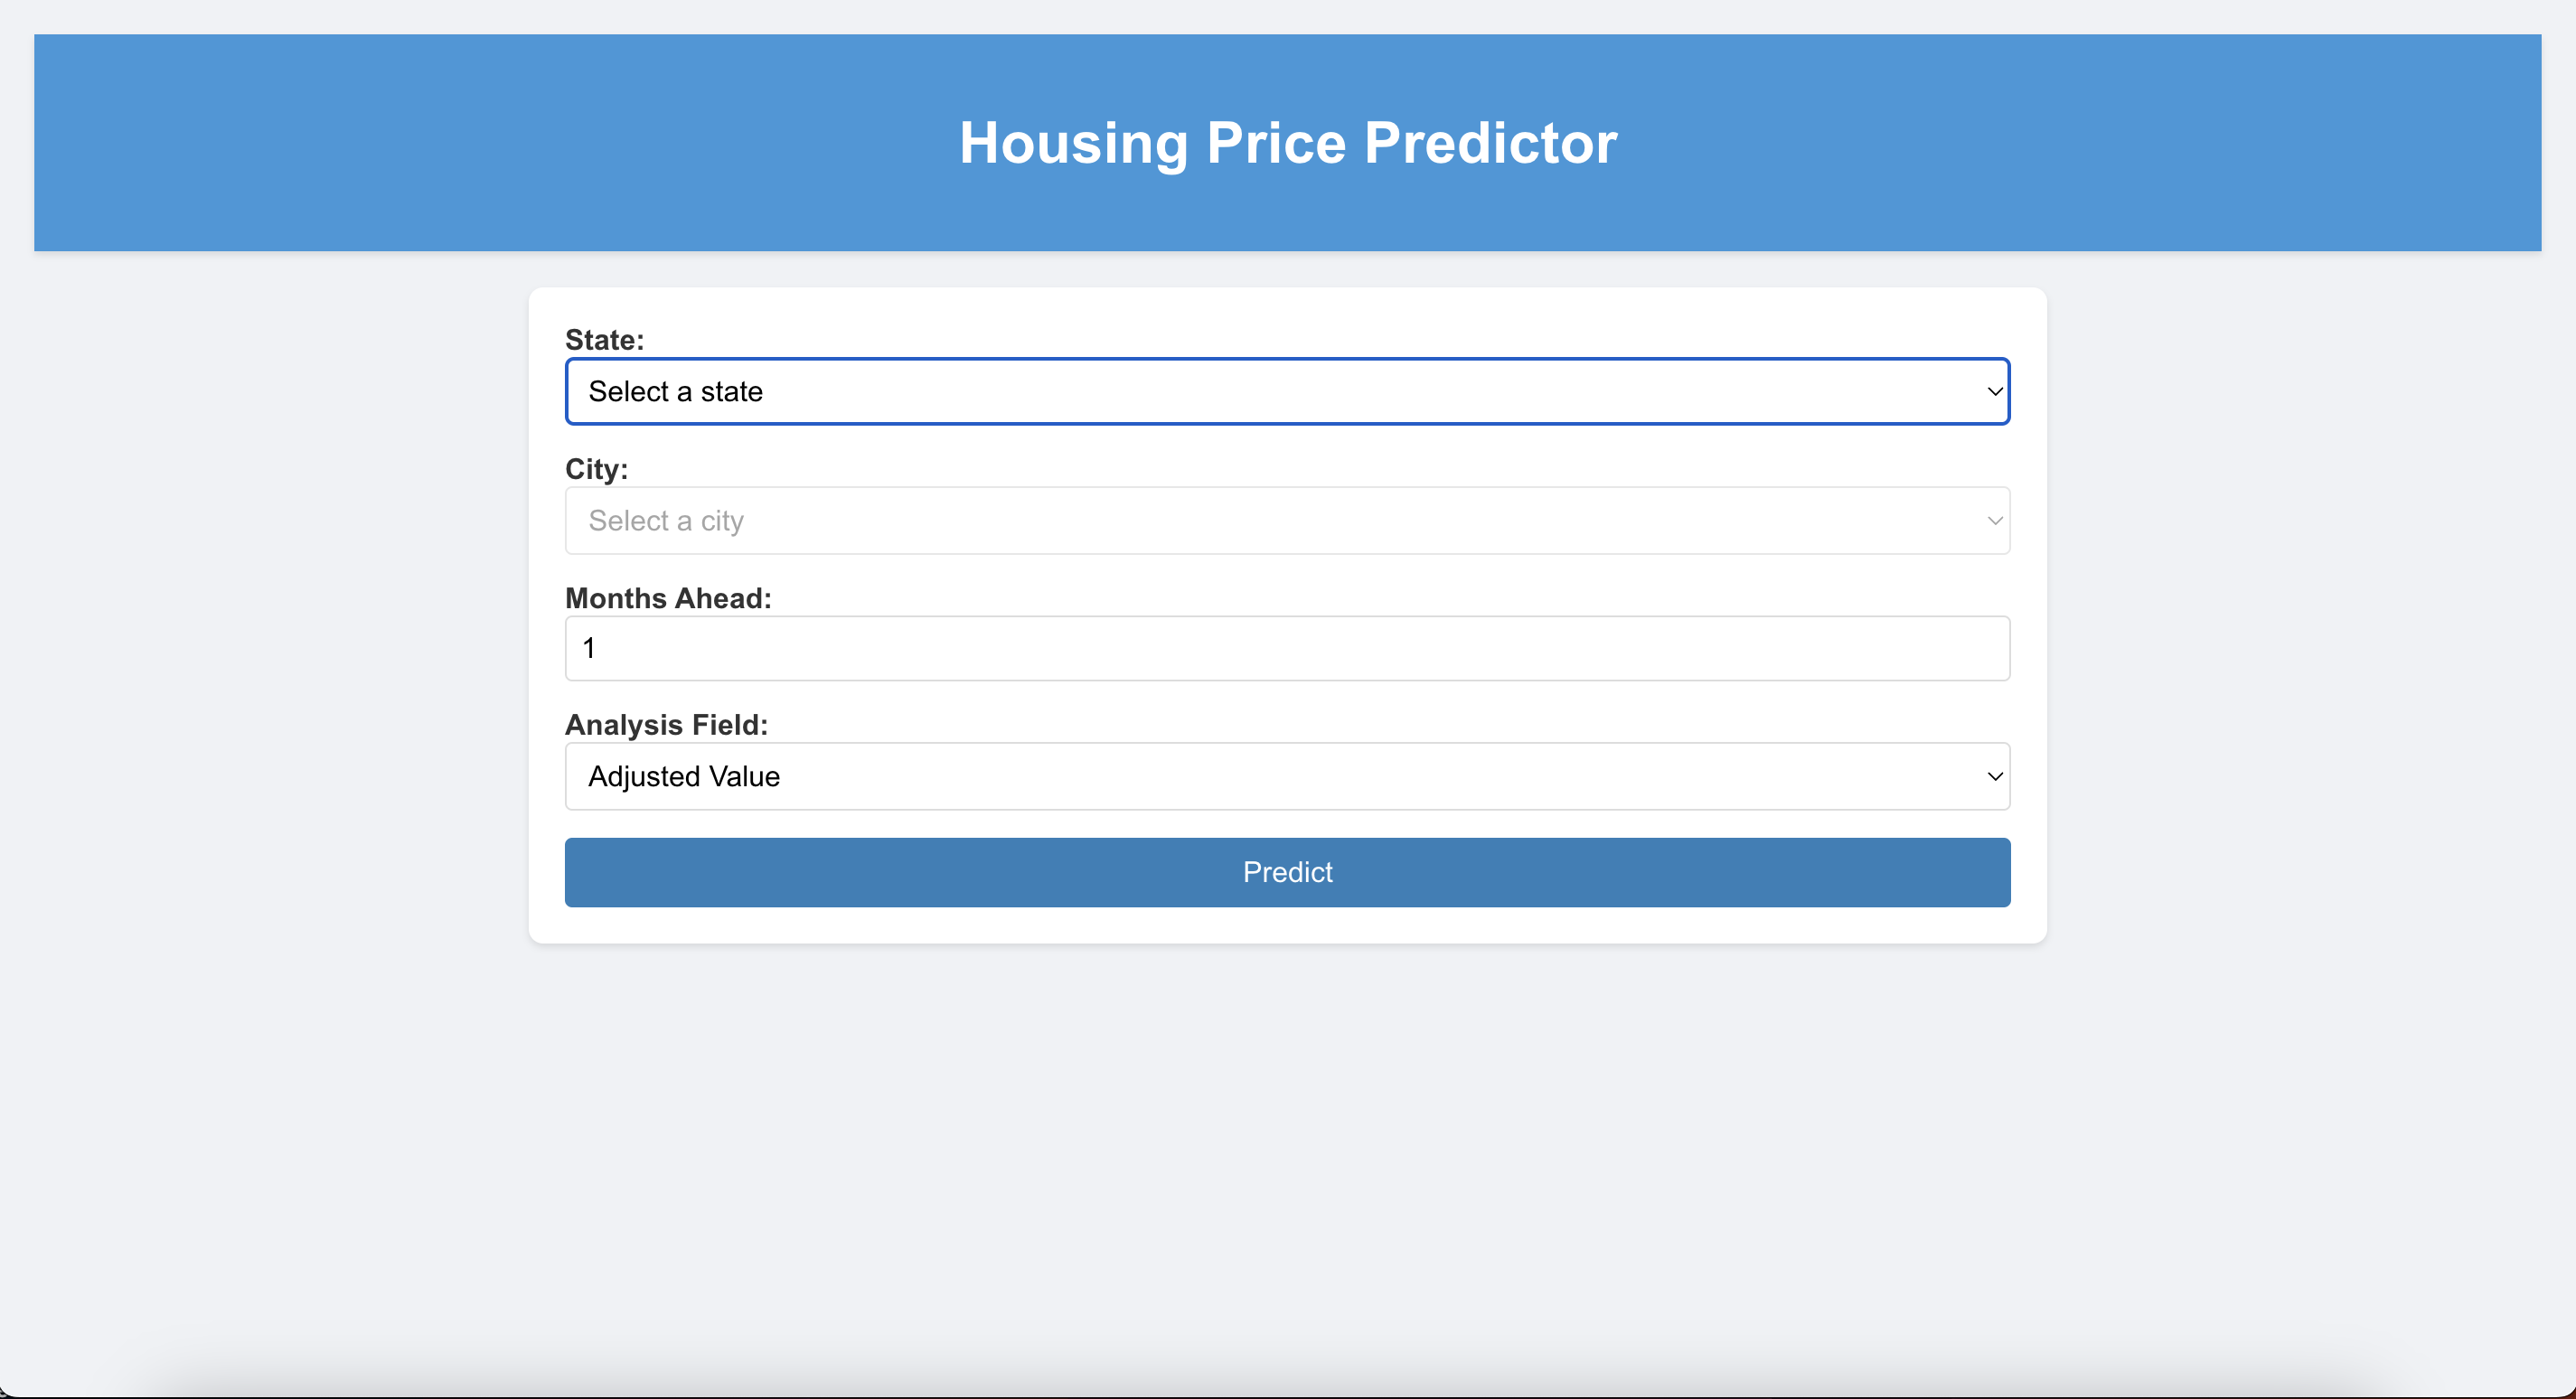 Housing Price Predictor
State:
Select a state
City:
Select a city
Months Ahead:
1
Analysis Field:
Adjusted Value
Predict